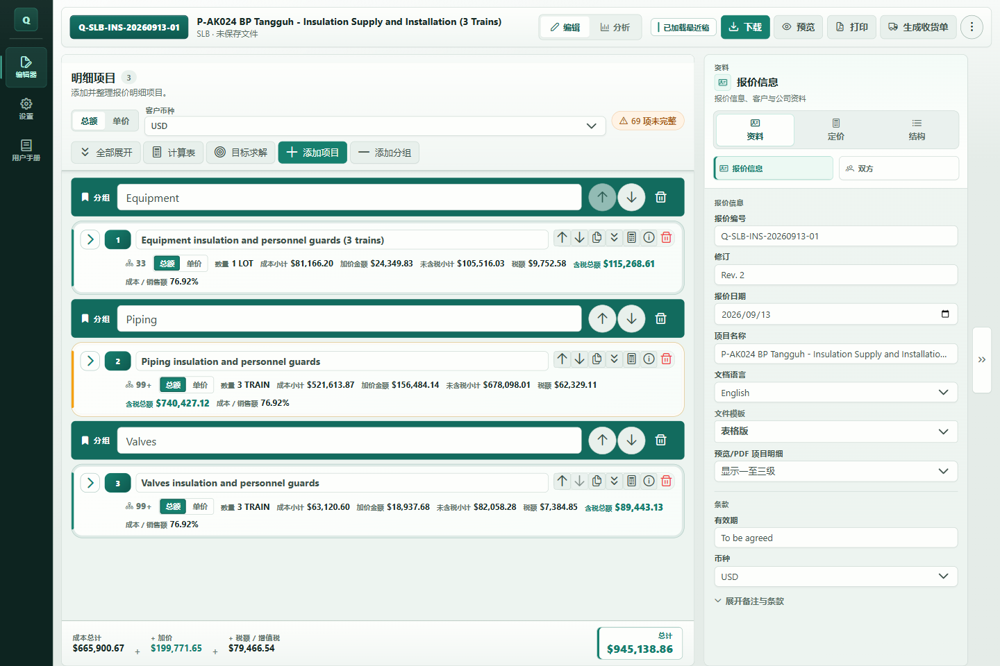 Q
编辑器
设置
用户手册
Q-SLB-INS-20260913-01
P-AK024 BP Tangguh - Insulation Supply and Installation (3 Trains)
SLB · 未保存文件
编辑
分析
已加载最近稿
下载
预览
打印
生成收货单
明细项目 3
添加并整理报价明细项目。
总额 单价
客户币种
USD
69 项未完整
全部展开
计算表
目标求解
添加项目
添加分组
分组 Equipment
1 Equipment insulation and personnel guards (3 trains)
33 总额 单价 数量 1 LOT 成本小计 $81,166.20 加价金额 $24,349.83 未含税小计 $105,516.03 税额 $9,752.58 含税总额 $115,268.61
成本 / 销售额 76.92%
分组 Piping
2 Piping insulation and personnel guards
99+ 总额 单价 数量 3 TRAIN 成本小计 $521,613.87 加价金额 $156,484.14 未含税小计 $678,098.01 税额 $62,329.11
含税总额 $740,427.12 成本 / 销售额 76.92%
分组 Valves
3 Valves insulation and personnel guards
99+ 总额 单价 数量 3 TRAIN 成本小计 $63,120.60 加价金额 $18,937.68 未含税小计 $82,058.28 税额 $7,384.85 含税总额 $89,443.13
成本 / 销售额 76.92%
成本总计
$665,900.67
+
+ 加价
$199,771.65
+
+ 税额 / 增值税
$79,466.54
总计
$945,138.86
资料
报价信息
报价信息、客户与公司资料
资料
定价
结构
报价信息
双方
报价信息
报价编号
Q-SLB-INS-20260913-01
修订
Rev. 2
报价日期
2026/09/13
项目名称
P-AK024 BP Tangguh - Insulation Supply and Installatio...
文档语言
English
文件模板
表格版
预览/PDF 项目明细
显示一至三级
条款
有效期
To be agreed
币种
USD
展开备注与条款